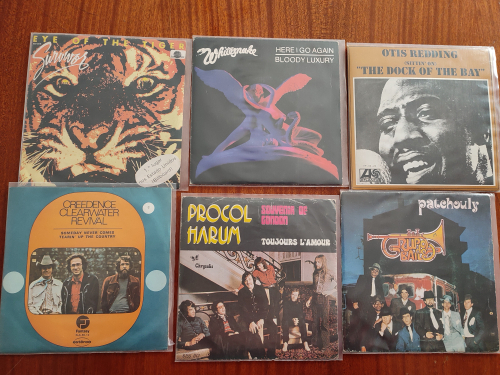 EYE OF THE TIGER
Survivor
Whitesnake
HERE I GO AGAIN
BLOODY LUXURY
OTIS REDDING
(SITTIN' ON)
"THE DOCK OF THE BAY"
CREEDENCE
CLEARWATER
REVIVAL
SOMEDAY NEVER COMES
TEARIN' UP THE COUNTRY
Fantasy
PROCOL
HARUM
SOUVENIR OF
LONDON
TOUJOURS L'AMOUR
Chrysalis
patchouly